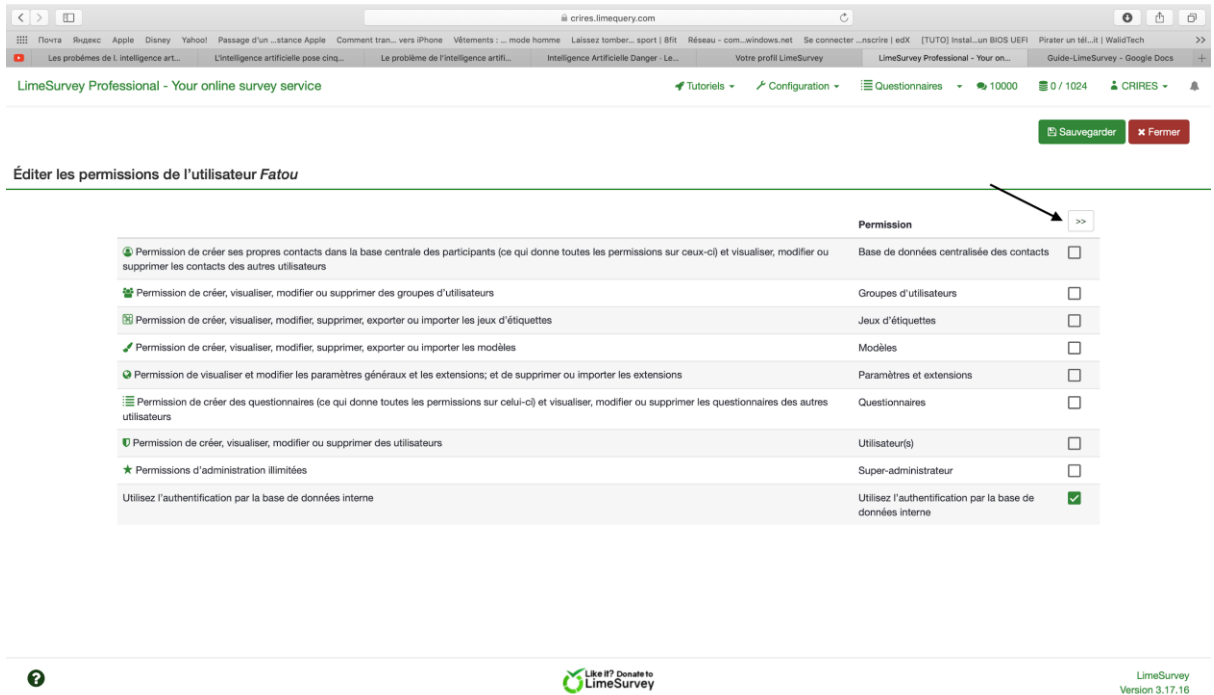 crires.limequery.com
Почта Яндекс Apple Disney Yahoo! Passage d'un ...stance Apple Comment tran... vers iPhone Vêtements : ... mode homme Laissez tomber... sport | 8fit Réseau - com...windows.net Se connecter ...nscrire | edX [TUTO] Instal...un BIOS UEFI Pirater un tél...it | WalidTech >>
Les probémes de l. intelligence art... L'intelligence artificielle pose cinq... Le problème de l'intelligence artifi... Intelligence Artificielle Danger - Le... Votre profil LimeSurvey LimeSurvey Professional - Your on... Guide-LimeSurvey - Google Docs +
LimeSurvey Professional - Your online survey service Tutoriels Configuration Questionnaires 10000 0 / 1024 CRIRES
Sauvegarder Fermer
Éditer les permissions de l'utilisateur Fatou
Permission >>
Permission de créer ses propres contacts dans la base centrale des participants (ce qui donne toutes les permissions sur ceux-ci) et visualiser, modifier ou Base de données centralisée des contacts
supprimer les contacts des autres utilisateurs
Permission de créer, visualiser, modifier ou supprimer des groupes d'utilisateurs Groupes d'utilisateurs
Permission de créer, visualiser, modifier, supprimer, exporter ou importer les jeux d'étiquettes Jeux d'étiquettes
Permission de créer, visualiser, modifier, supprimer, exporter ou importer les modèles Modèles
Permission de visualiser et modifier les paramètres généraux et les extensions; et de supprimer ou importer les extensions Paramètres et extensions
Permission de créer des questionnaires (ce qui donne toutes les permissions sur celui-ci) et visualiser, modifier ou supprimer les questionnaires des autres Questionnaires
utilisateurs
Permission de créer, visualiser, modifier ou supprimer des utilisateurs Utilisateur(s)
Permissions d'administration illimitées Super-administrateur
Utilisez l'authentification par la base de données interne Utilisez l'authentification par la base de
données interne
? Like it? Donate to LimeSurvey
LimeSurvey Version 3.17.16